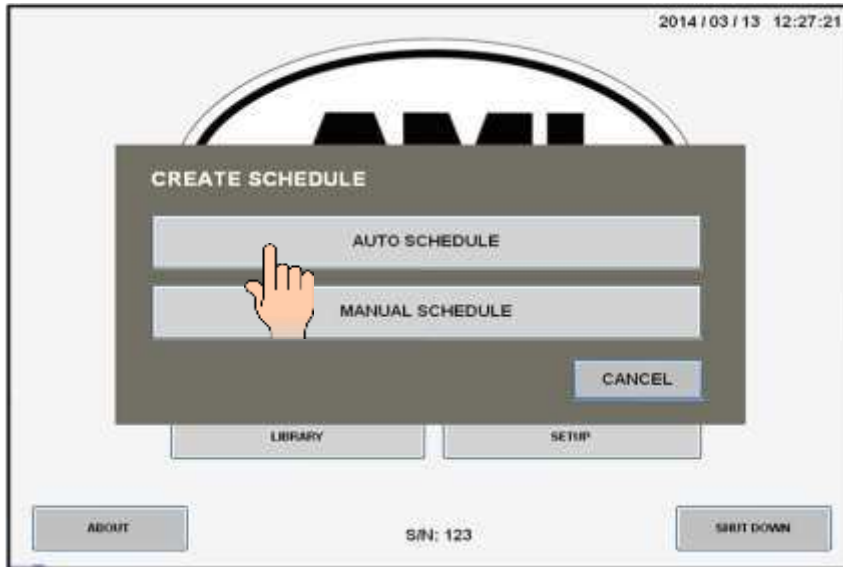 2014/03/13 12:27:21
AMI
CREATE SCHEDULE
AUTO SCHEDULE
MANUAL SCHEDULE
CANCEL
LIBRARY
SETUP
ABOUT
S/N: 123
SHUT DOWN